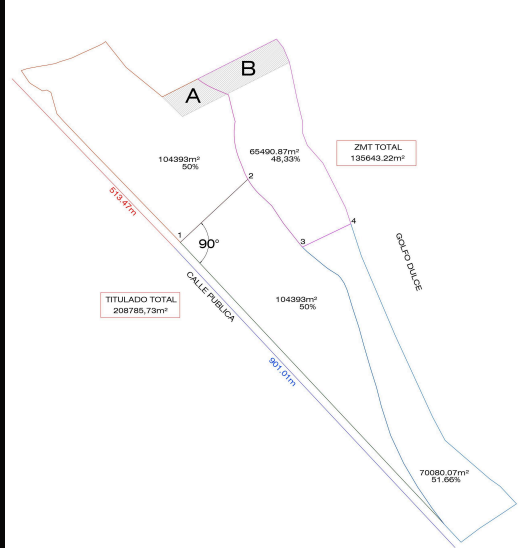 B
A
65490.87m²
48,33%
ZMT TOTAL
135643.22m²
104393m²
50%
2
513.47m
4
1
90°
3
GOLFO DULCE
CALLE PUBLICA
TITULADO TOTAL
208785,73m²
104393m²
50%
901.01m
70080.07m²
51.66%